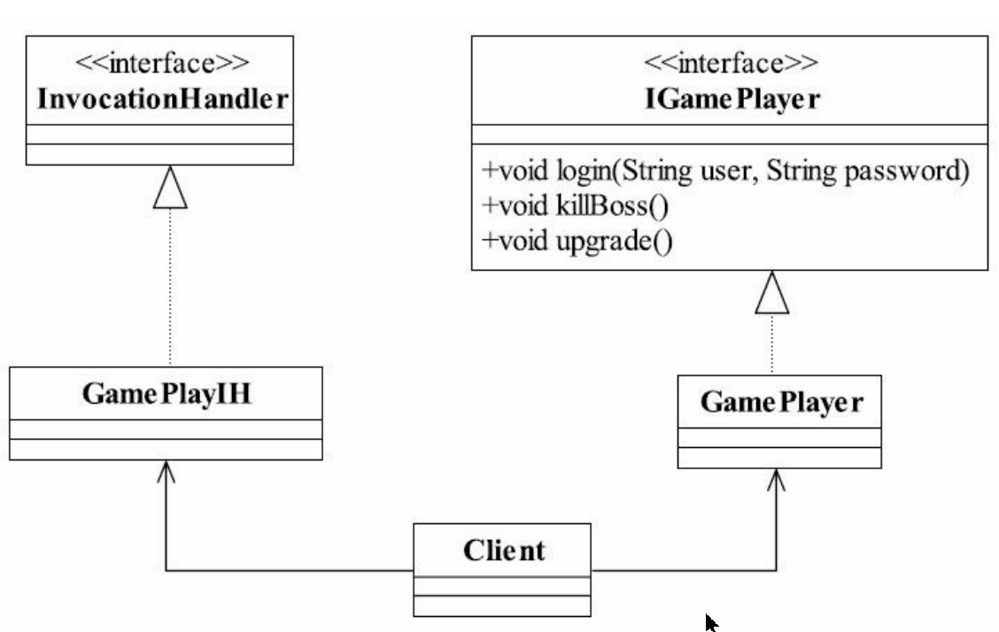 <<interface>>
InvocationHandler
<<interface>>
IGamePlayer
+void login(String user, String password)
+void killBoss()
+void upgrade()
GamePlayIH
GamePlayer
Client